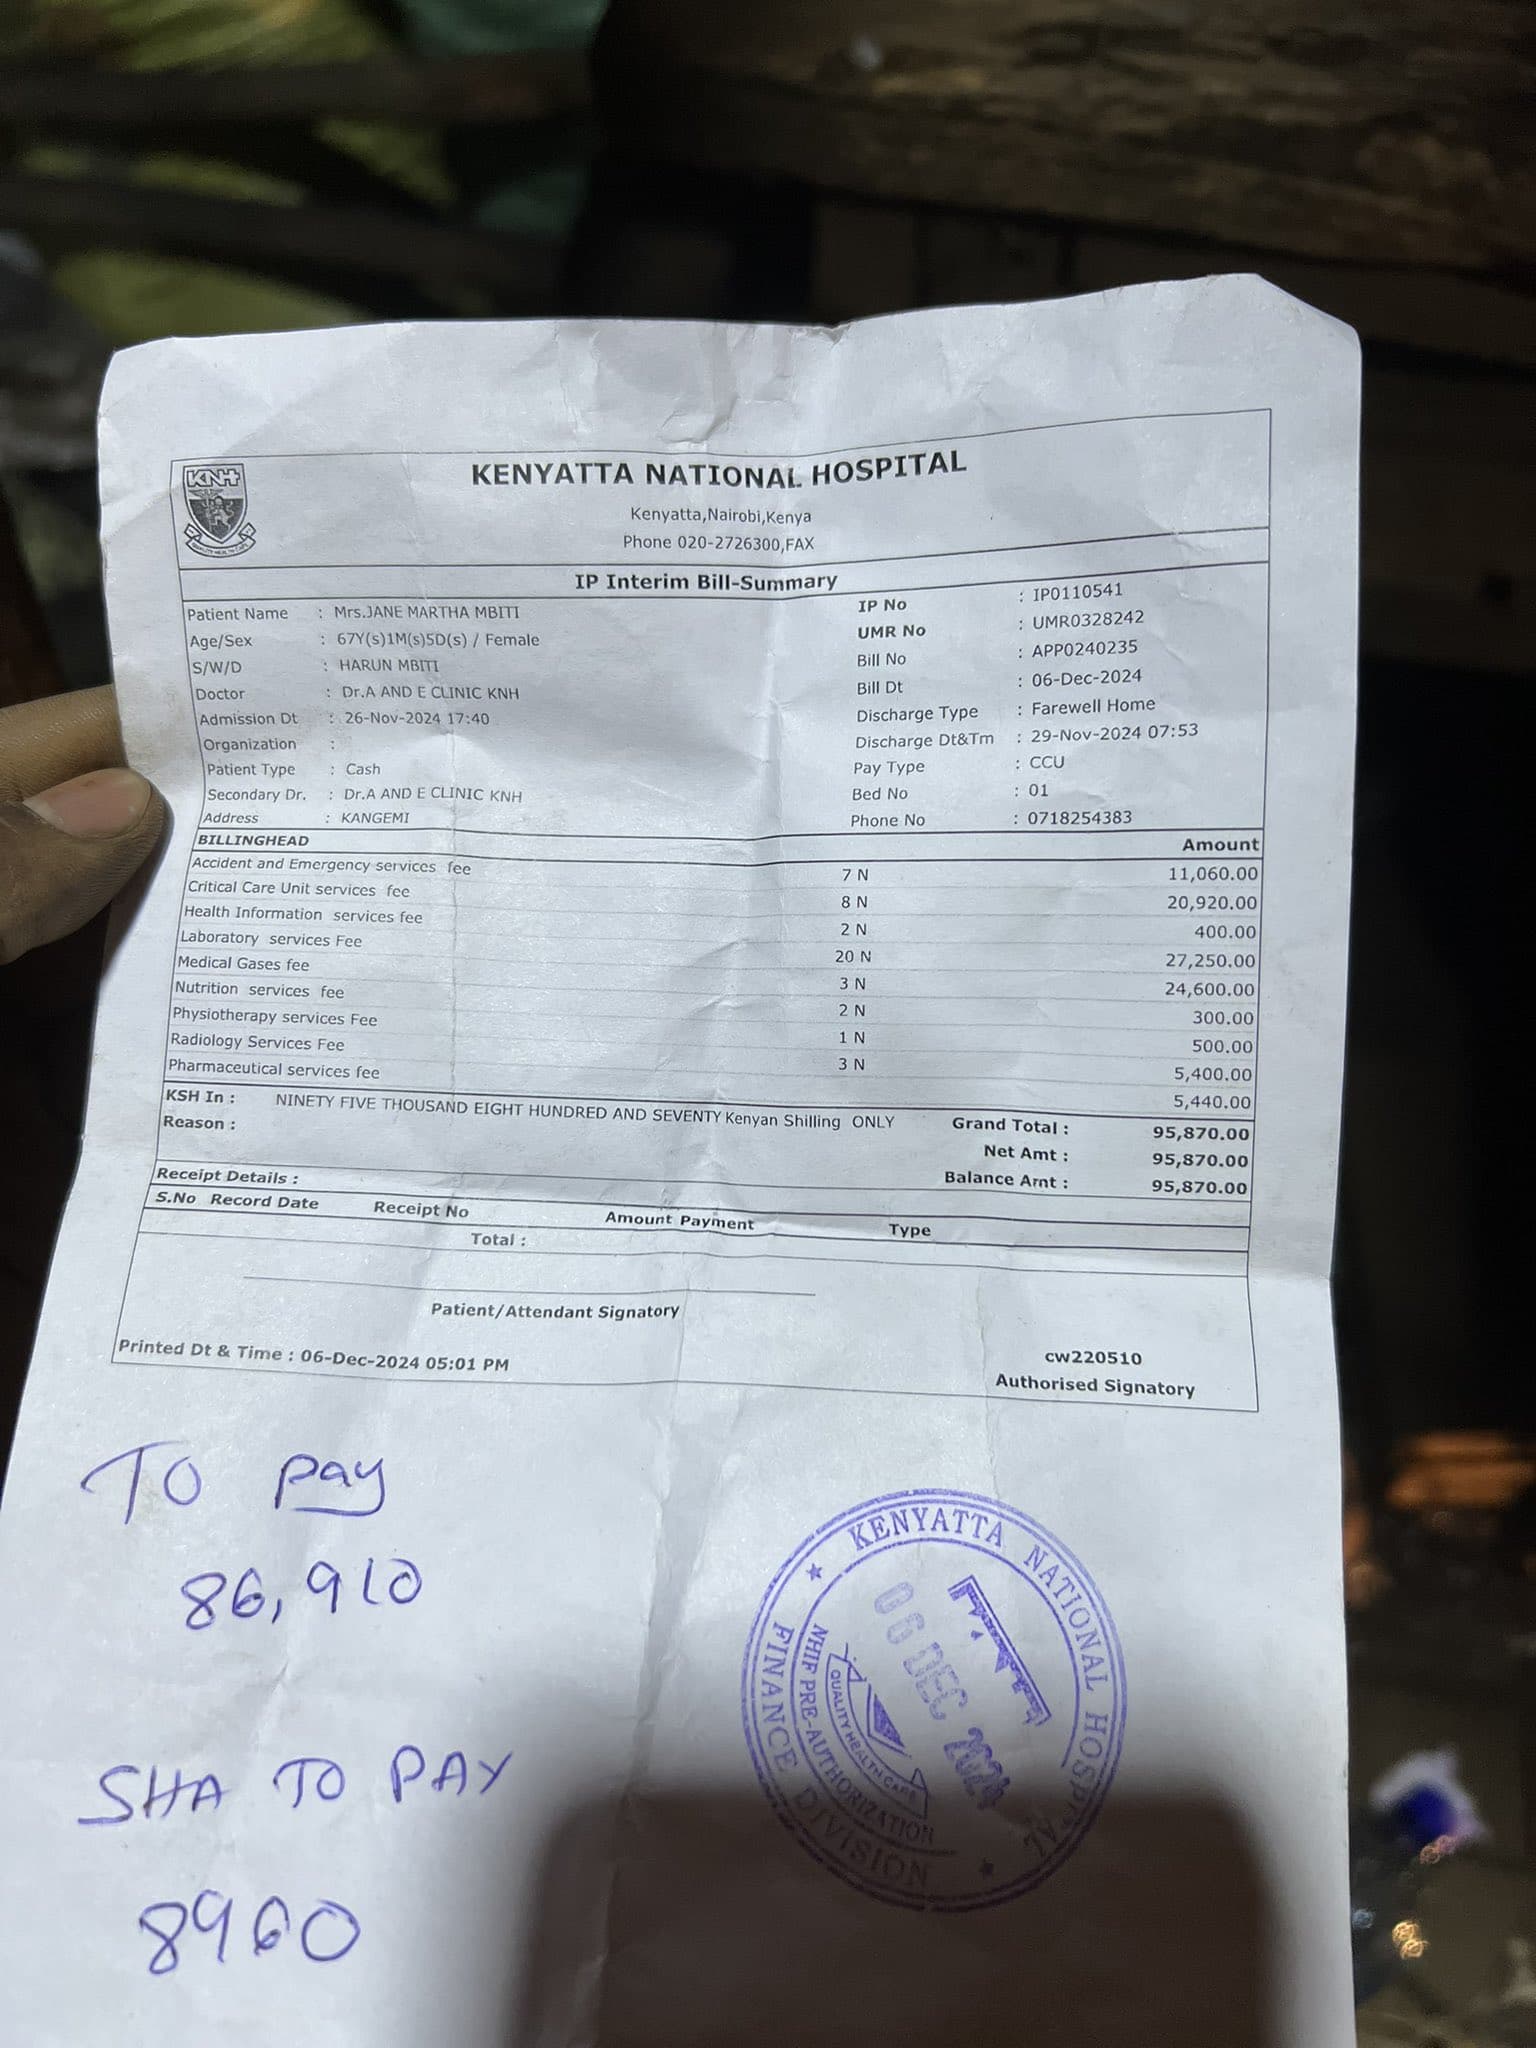 KNH
QUALITY HEALTH CARE
KENYATTA NATIONAL HOSPITAL
Kenyatta,Nairobi,Kenya
Phone 020-2726300,FAX
IP Interim Bill-Summary
Patient Name : Mrs.JANE MARTHA MBITI
Age/Sex : 67Y(s)1M(s)5D(s) / Female
S/W/D : HARUN MBITI
Doctor : Dr.A AND E CLINIC KNH
Admission Dt : 26-Nov-2024 17:40
Organization :
Patient Type : Cash
Secondary Dr. : Dr.A AND E CLINIC KNH
Address : KANGEMI
IP No : IP0110541
UMR No : UMR0328242
Bill No : APP0240235
Bill Dt : 06-Dec-2024
Discharge Type : Farewell Home
Discharge Dt&Tm : 29-Nov-2024 07:53
Pay Type : CCU
Bed No : 01
Phone No : 0718254383
BILLINGHEAD Amount
Accident and Emergency services fee 7 N 11,060.00
Critical Care Unit services fee 8 N 20,920.00
Health Information services fee 2 N 400.00
Laboratory services Fee 20 N 27,250.00
Medical Gases fee 3 N 24,600.00
Nutrition services fee 2 N 300.00
Physiotherapy services Fee 1 N 500.00
Radiology Services Fee 3 N 5,400.00
Pharmaceutical services fee 5,440.00
KSH In : NINETY FIVE THOUSAND EIGHT HUNDRED AND SEVENTY Kenyan Shilling ONLY
Reason :
Grand Total : 95,870.00
Net Amt : 95,870.00
Balance Amt : 95,870.00
Receipt Details :
S.No Record Date Receipt No Amount Payment Type
Total :
Patient/Attendant Signatory
Printed Dt & Time : 06-Dec-2024 05:01 PM
cw220510
Authorised Signatory
TO pay
86,910
SHA TO PAY
8960
KENYATTA NATIONAL HOSPITAL
06 DEC 2024
QUALITY HEALTH CARE
NHIF PRE-AUTHORIZATION
FINANCE DIVISION